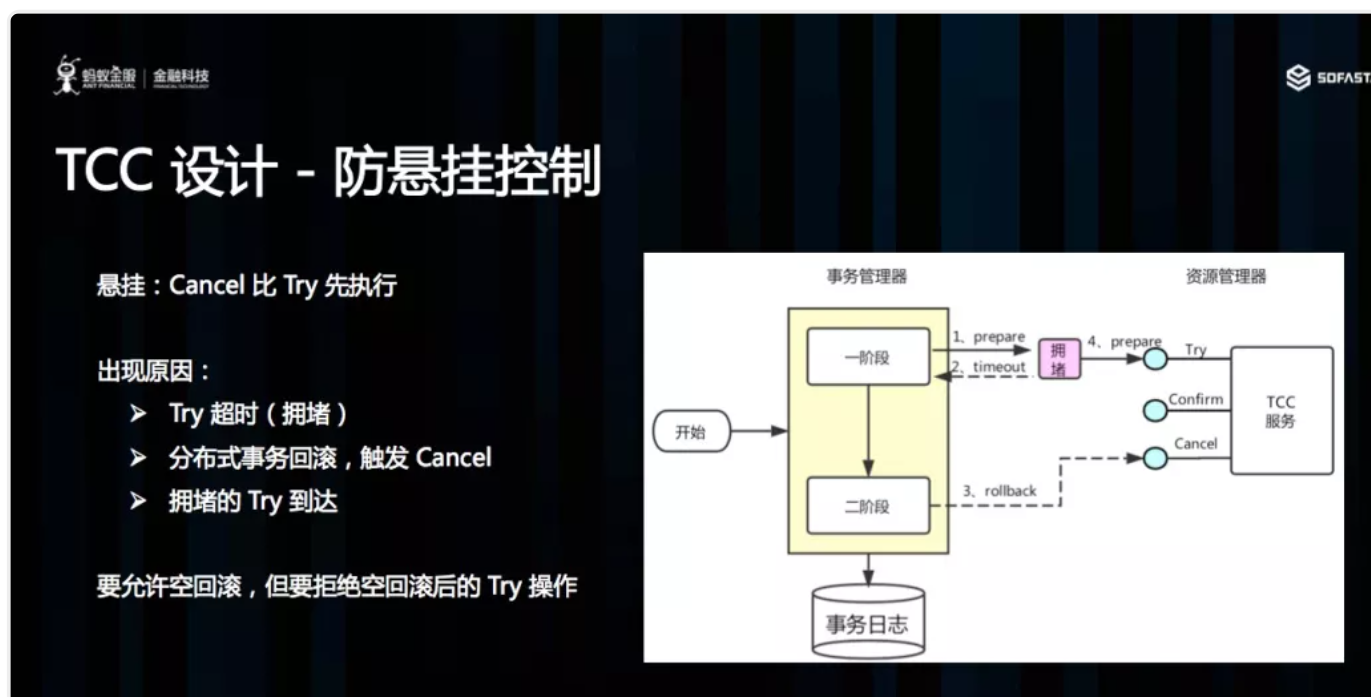 蚂蚁金服
ANT FINANCIAL
金融科技
FINANCIAL TECHNOLOGY
SOFAST
TCC 设计 - 防悬挂控制
悬挂：Cancel 比 Try 先执行
出现原因：
➢ Try 超时（拥堵）
➢ 分布式事务回滚，触发 Cancel
➢ 拥堵的 Try 到达
要允许空回滚，但要拒绝空回滚后的 Try 操作
事务管理器
资源管理器
开始
一阶段
二阶段
事务日志
1、prepare
2、timeout
拥堵
4、prepare
3、rollback
Try
Confirm
Cancel
TCC
服务